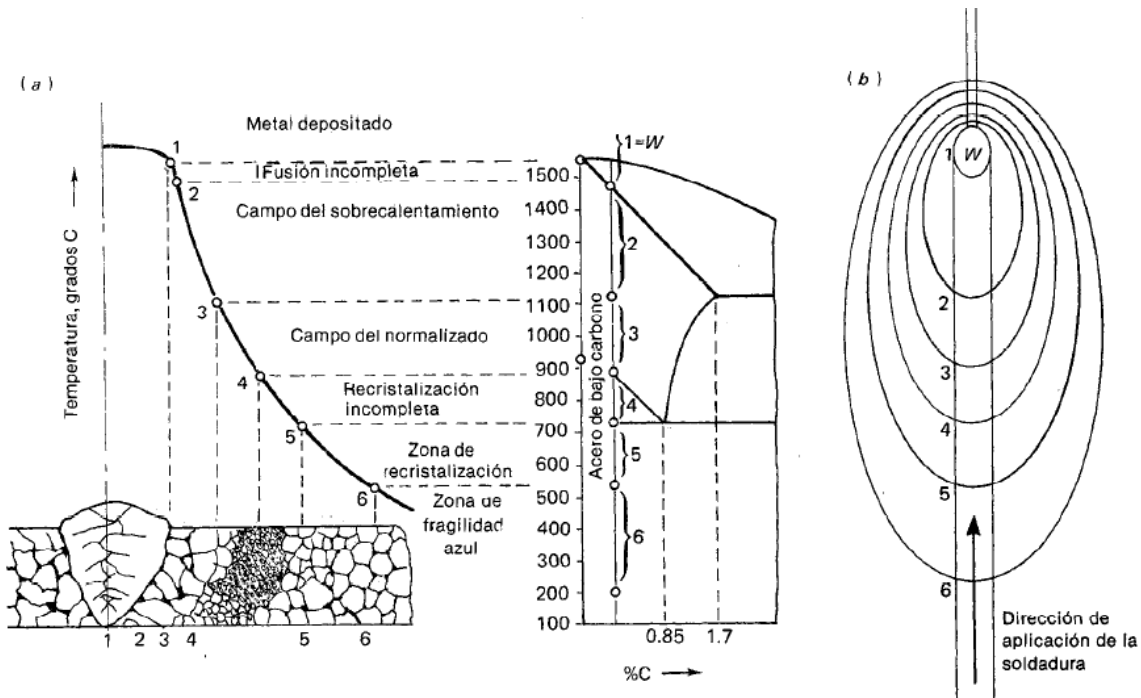 (a)
Metal depositado
1
IFusión incompleta
2
Campo del sobrecalentamiento
3
Campo del normalizado
4
Recristalización
incompleta
5
Zona de
recristalización
6
Zona de
fragilidad
azul
Temperatura, grados C
1 2 3 4 5 6
1=W
1500
1400
1300
1200
1100
1000
900
800
700
600
500
400
300
200
100
Acero de bajo carbono
2
3
4
5
6
0.85 1.7
%C
(b)
1 W
2
3
4
5
6
Dirección de
aplicación de la
soldadura